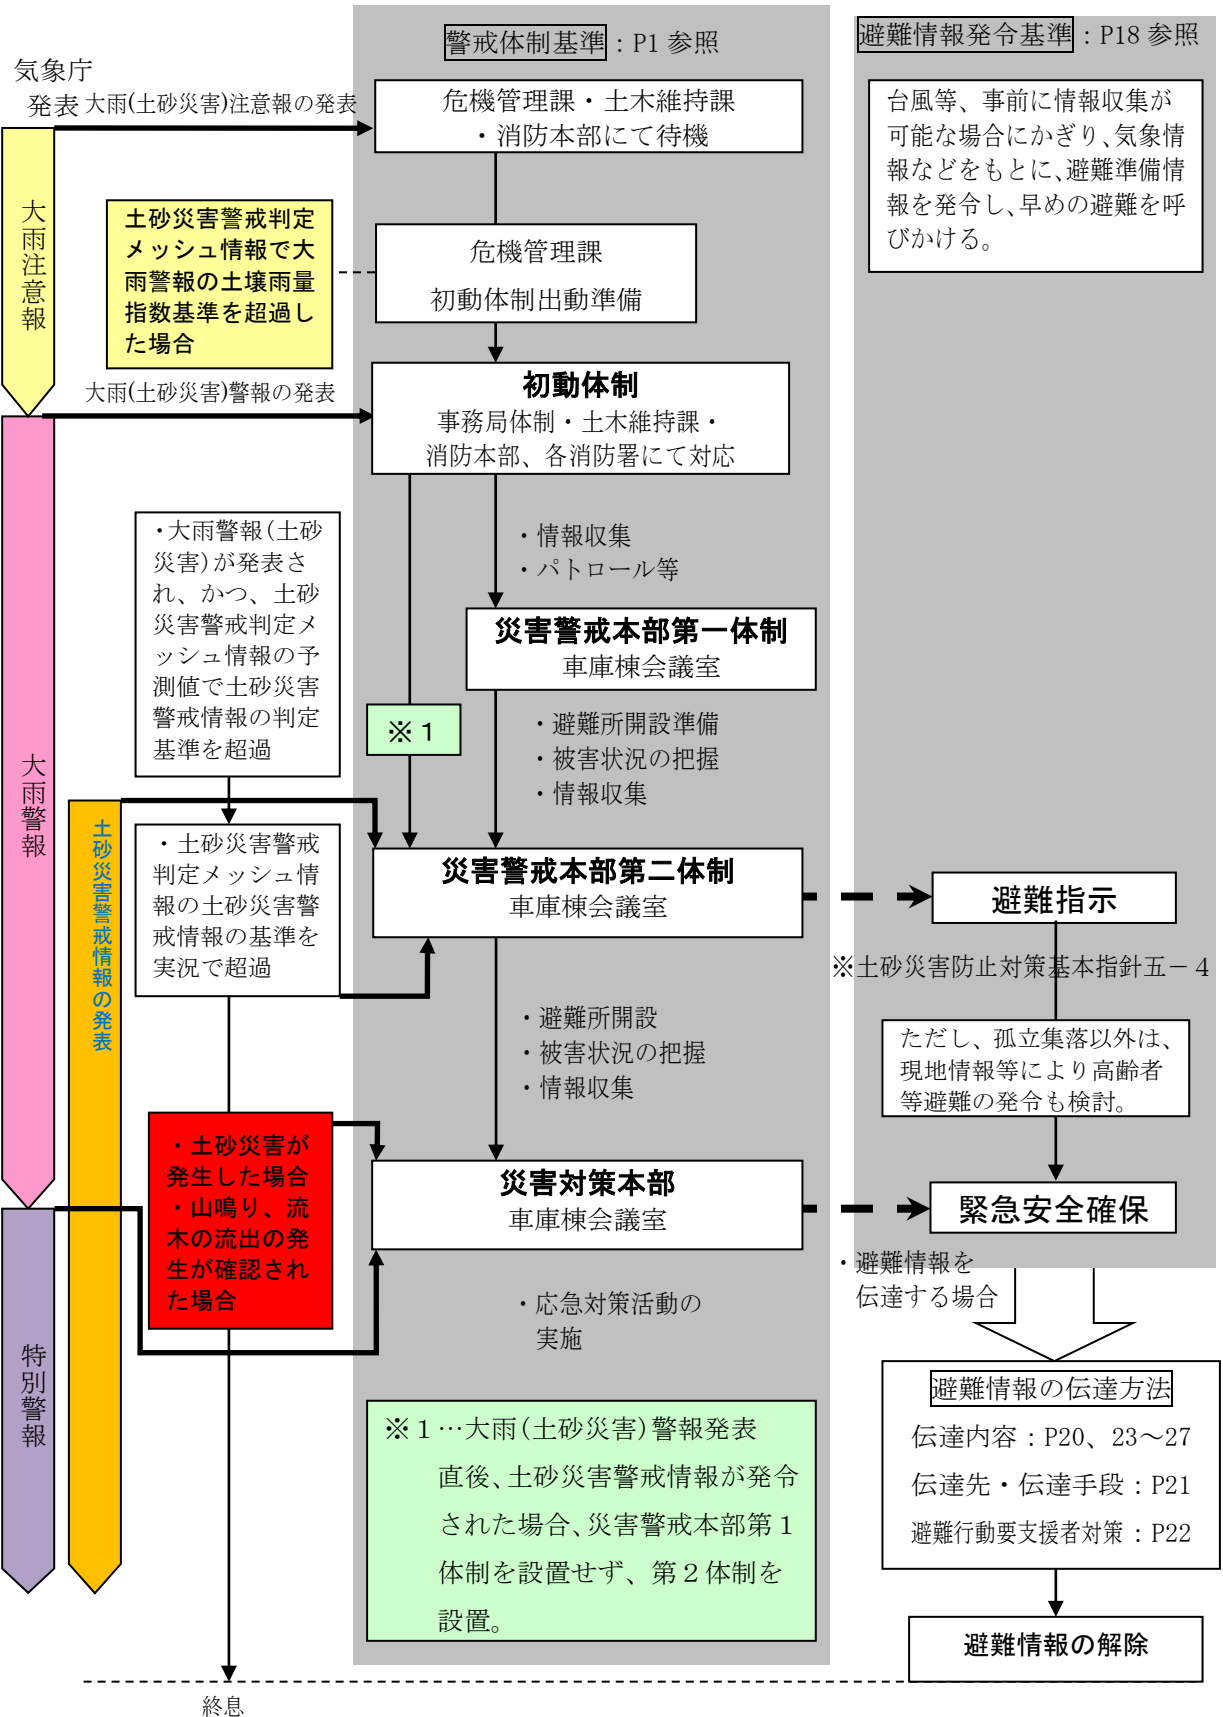 警戒体制基準：P1 参照
避難情報発令基準：P18 参照
気象庁
発表
大雨(土砂災害)注意報の発表
危機管理課・土木維持課
・消防本部にて待機
台風等、事前に情報収集が
可能な場合にかぎり、気象情
報などをもとに、避難準備情
報を発令し、早めの避難を呼
びかける。
大雨注意報
土砂災害警戒判定
メッシュ情報で大
雨警報の土壌雨量
指数基準を超過し
た場合
危機管理課
初動体制出動準備
大雨(土砂災害)警報の発表
初動体制
事務局体制・土木維持課・
消防本部、各消防署にて対応
・大雨警報(土砂
災害)が発表さ
れ、かつ、土砂
災害警戒判定メ
ッシュ情報の予
測値で土砂災害
警戒情報の判定
基準を超過
・情報収集
・パトロール等
災害警戒本部第一体制
車庫棟会議室
※１
・避難所開設準備
・被害状況の把握
・情報収集
大雨警報
土砂災害警戒情報の発表
・土砂災害警戒
判定メッシュ情
報の土砂災害警
戒情報の基準を
実況で超過
災害警戒本部第二体制
車庫棟会議室
避難指示
※土砂災害防止対策基本指針五－４
・避難所開設
・被害状況の把握
・情報収集
ただし、孤立集落以外は、
現地情報等により高齢者
等避難の発令も検討。
・土砂災害が
発生した場合
・山鳴り、流
木の流出の発
生が確認され
た場合
災害対策本部
車庫棟会議室
緊急安全確保
・避難情報を
伝達する場合
・応急対策活動の
実施
特別警報
避難情報の伝達方法
伝達内容：P20、23～27
伝達先・伝達手段：P21
避難行動要支援者対策：P22
※１…大雨(土砂災害)警報発表
直後、土砂災害警戒情報が発令
された場合、災害警戒本部第１
体制を設置せず、第２体制を
設置。
避難情報の解除
終息